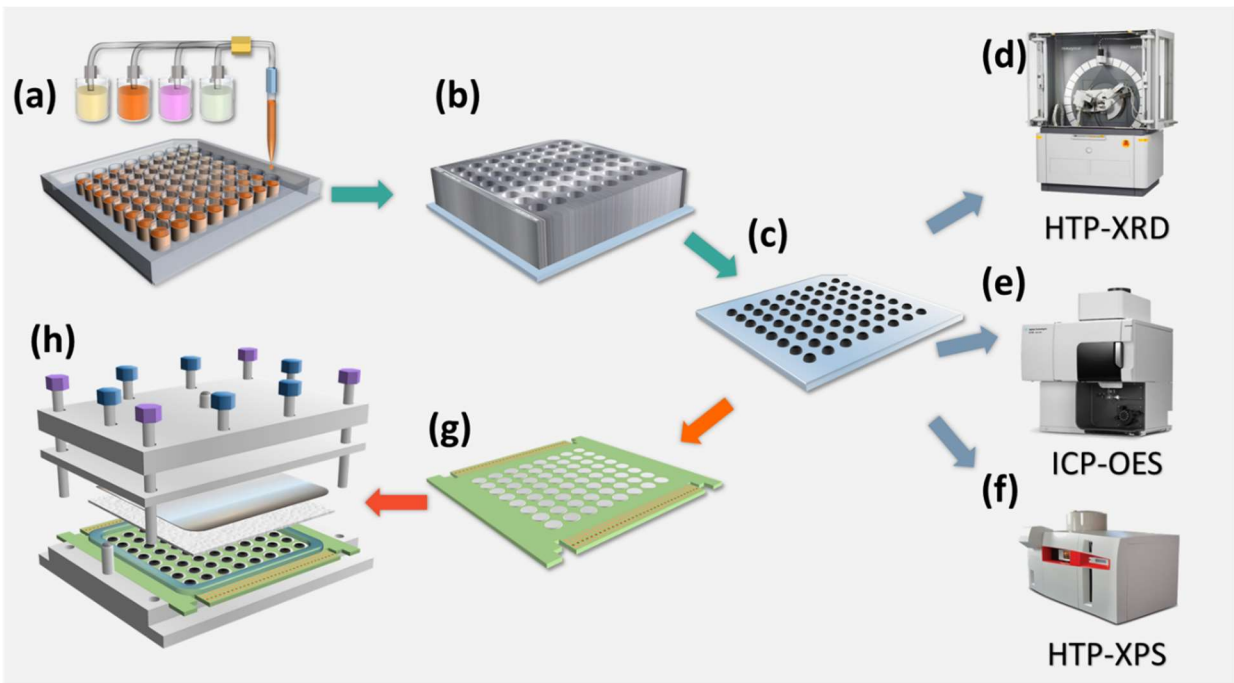 (a)
(b)
(c)
(d)
HTP-XRD
(e)
ICP-OES
(f)
HTP-XPS
(g)
(h)